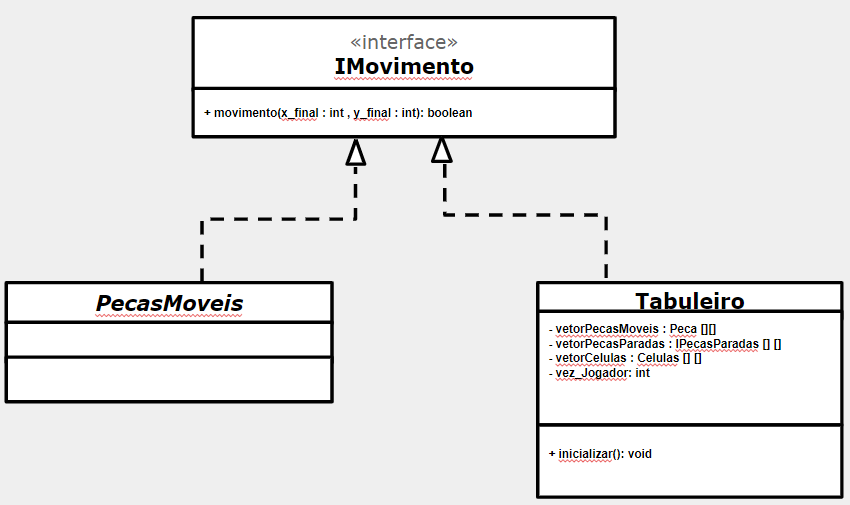 «interface»
IMovimento
+ movimento(x_final : int , y_final : int): boolean
PecasMoveis
Tabuleiro
- vetorPecasMoveis : Peca [][]
- vetorPecasParadas : IPecasParadas [] []
- vetorCelulas : Celulas [] []
- vez_Jogador: int
+ inicializar(): void